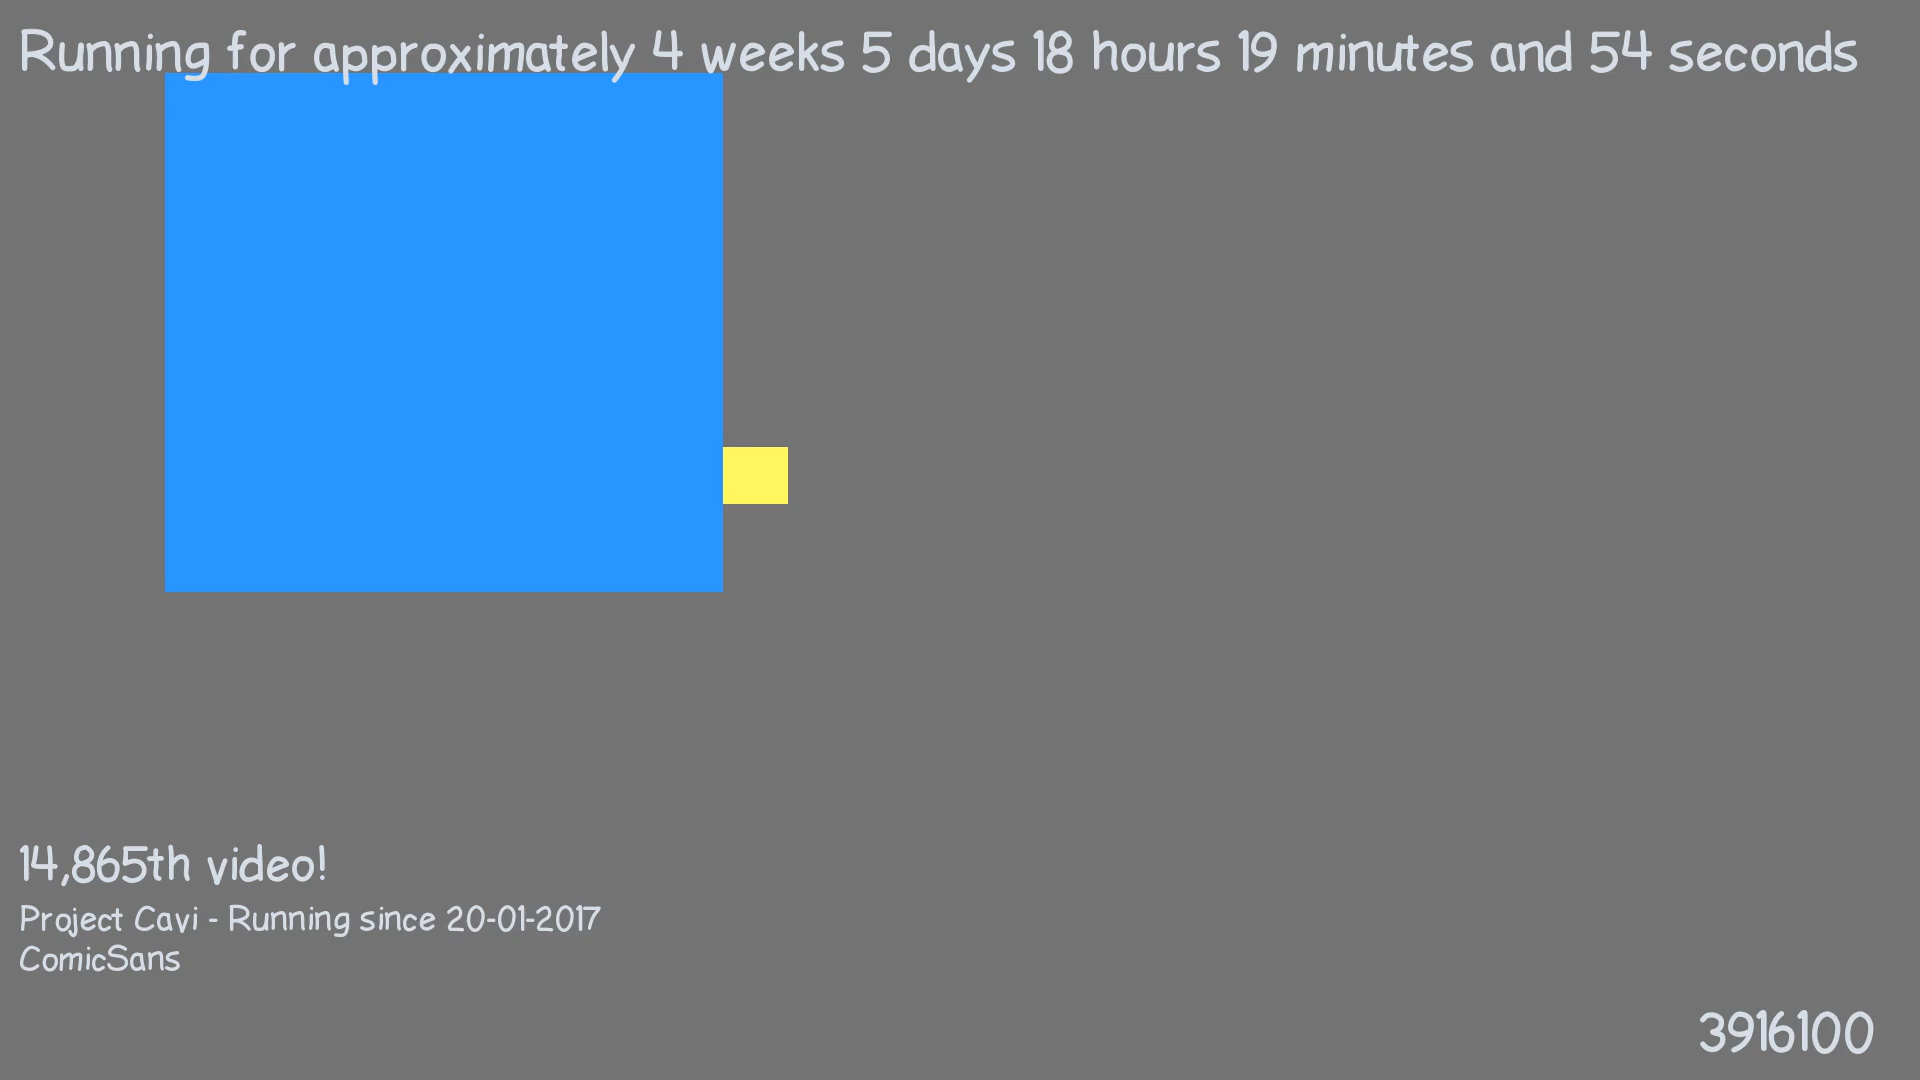 Running for approximately 4 weeks 5 days 18 hours 19 minutes and 54 seconds
14,865th video!
Project Cavi - Running since 20-01-2017
ComicSans
3916100